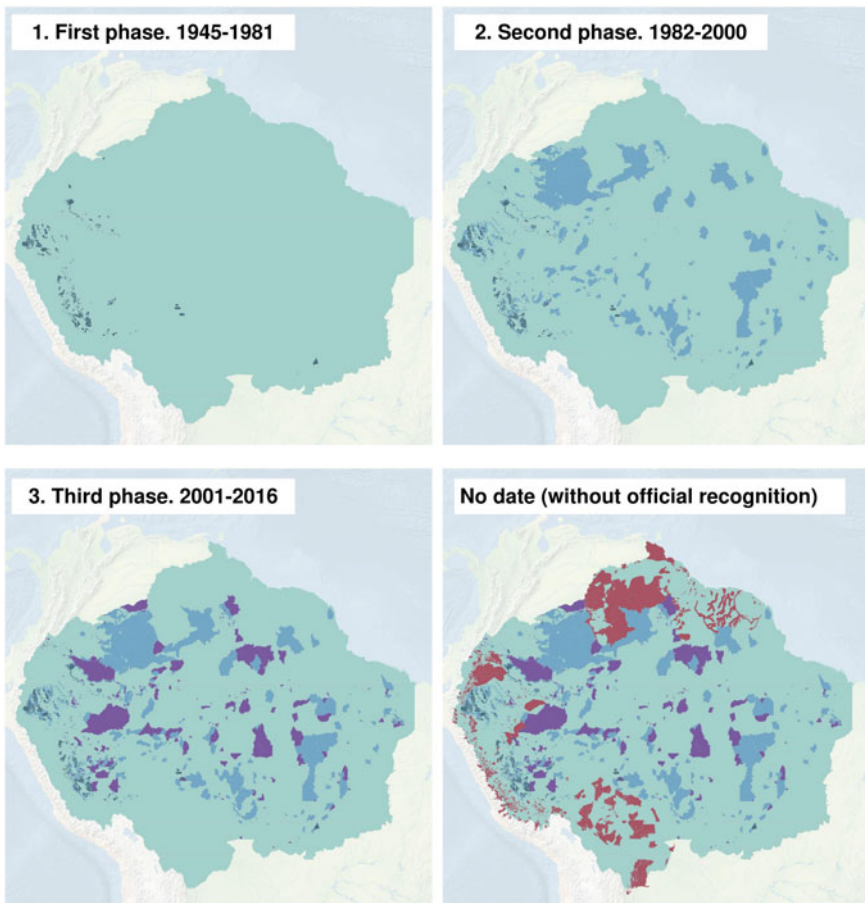 1. First phase. 1945-1981
2. Second phase. 1982-2000
3. Third phase. 2001-2016
No date (without official recognition)